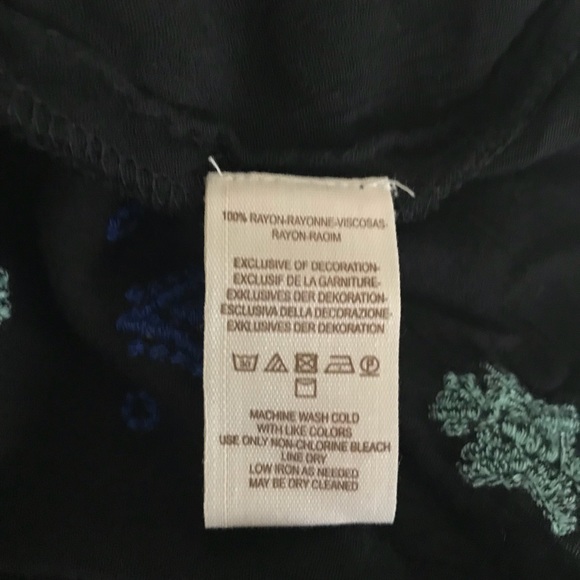 100% RAYON-RAYONNE-VISCOSAS-
RAYON-RAOIM
EXCLUSIVE OF DECORATION-
EXCLUSIF DE LA GARNITURE-
EXKLUSIVES DER DEKORATION-
ESCLUSIVA DELLA DECORAZIONE-
EXKLUSIVES DER DEKORATION
30
P
MACHINE WASH COLD
WITH LIKE COLORS
USE ONLY NON-CHLORINE BLEACH
LINE DRY
LOW IRON AS NEEDED
MAY BE DRY CLEANED